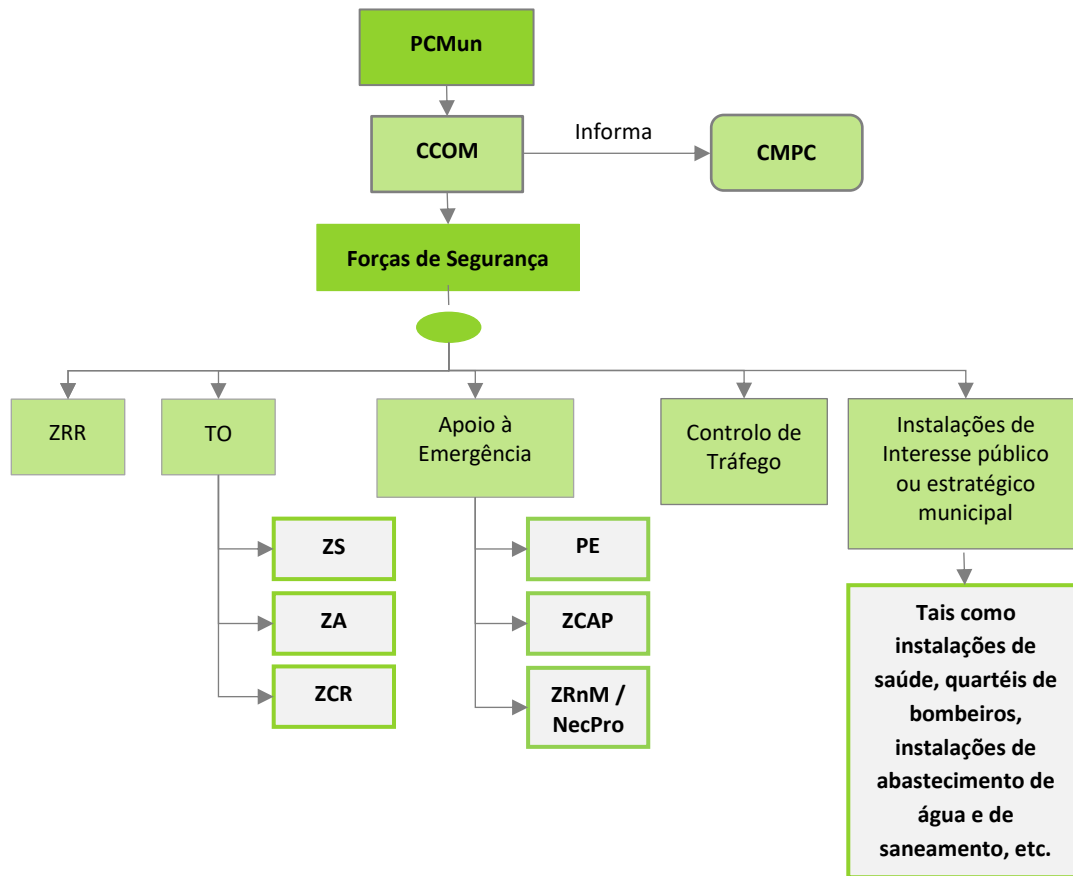 PCMun
CCOM
Informa
CMPC
Forças de Segurança
ZRR
TO
Apoio à
Emergência
Controlo de
Tráfego
Instalações de
Interesse público
ou estratégico
municipal
ZS
ZA
ZCR
PE
ZCAP
ZRnM /
NecPro
Tais como
instalações de
saúde, quartéis de
bombeiros,
instalações de
abastecimento de
água e de
saneamento, etc.